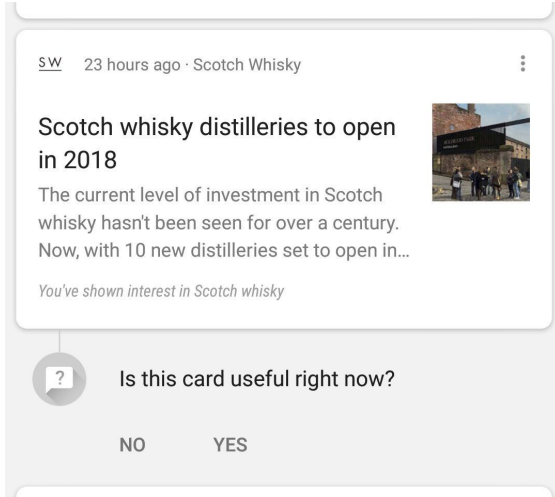 SW 23 hours ago · Scotch Whisky
Scotch whisky distilleries to open
in 2018
The current level of investment in Scotch
whisky hasn't been seen for over a century.
Now, with 10 new distilleries set to open in...
You've shown interest in Scotch whisky
?
Is this card useful right now?
NO YES